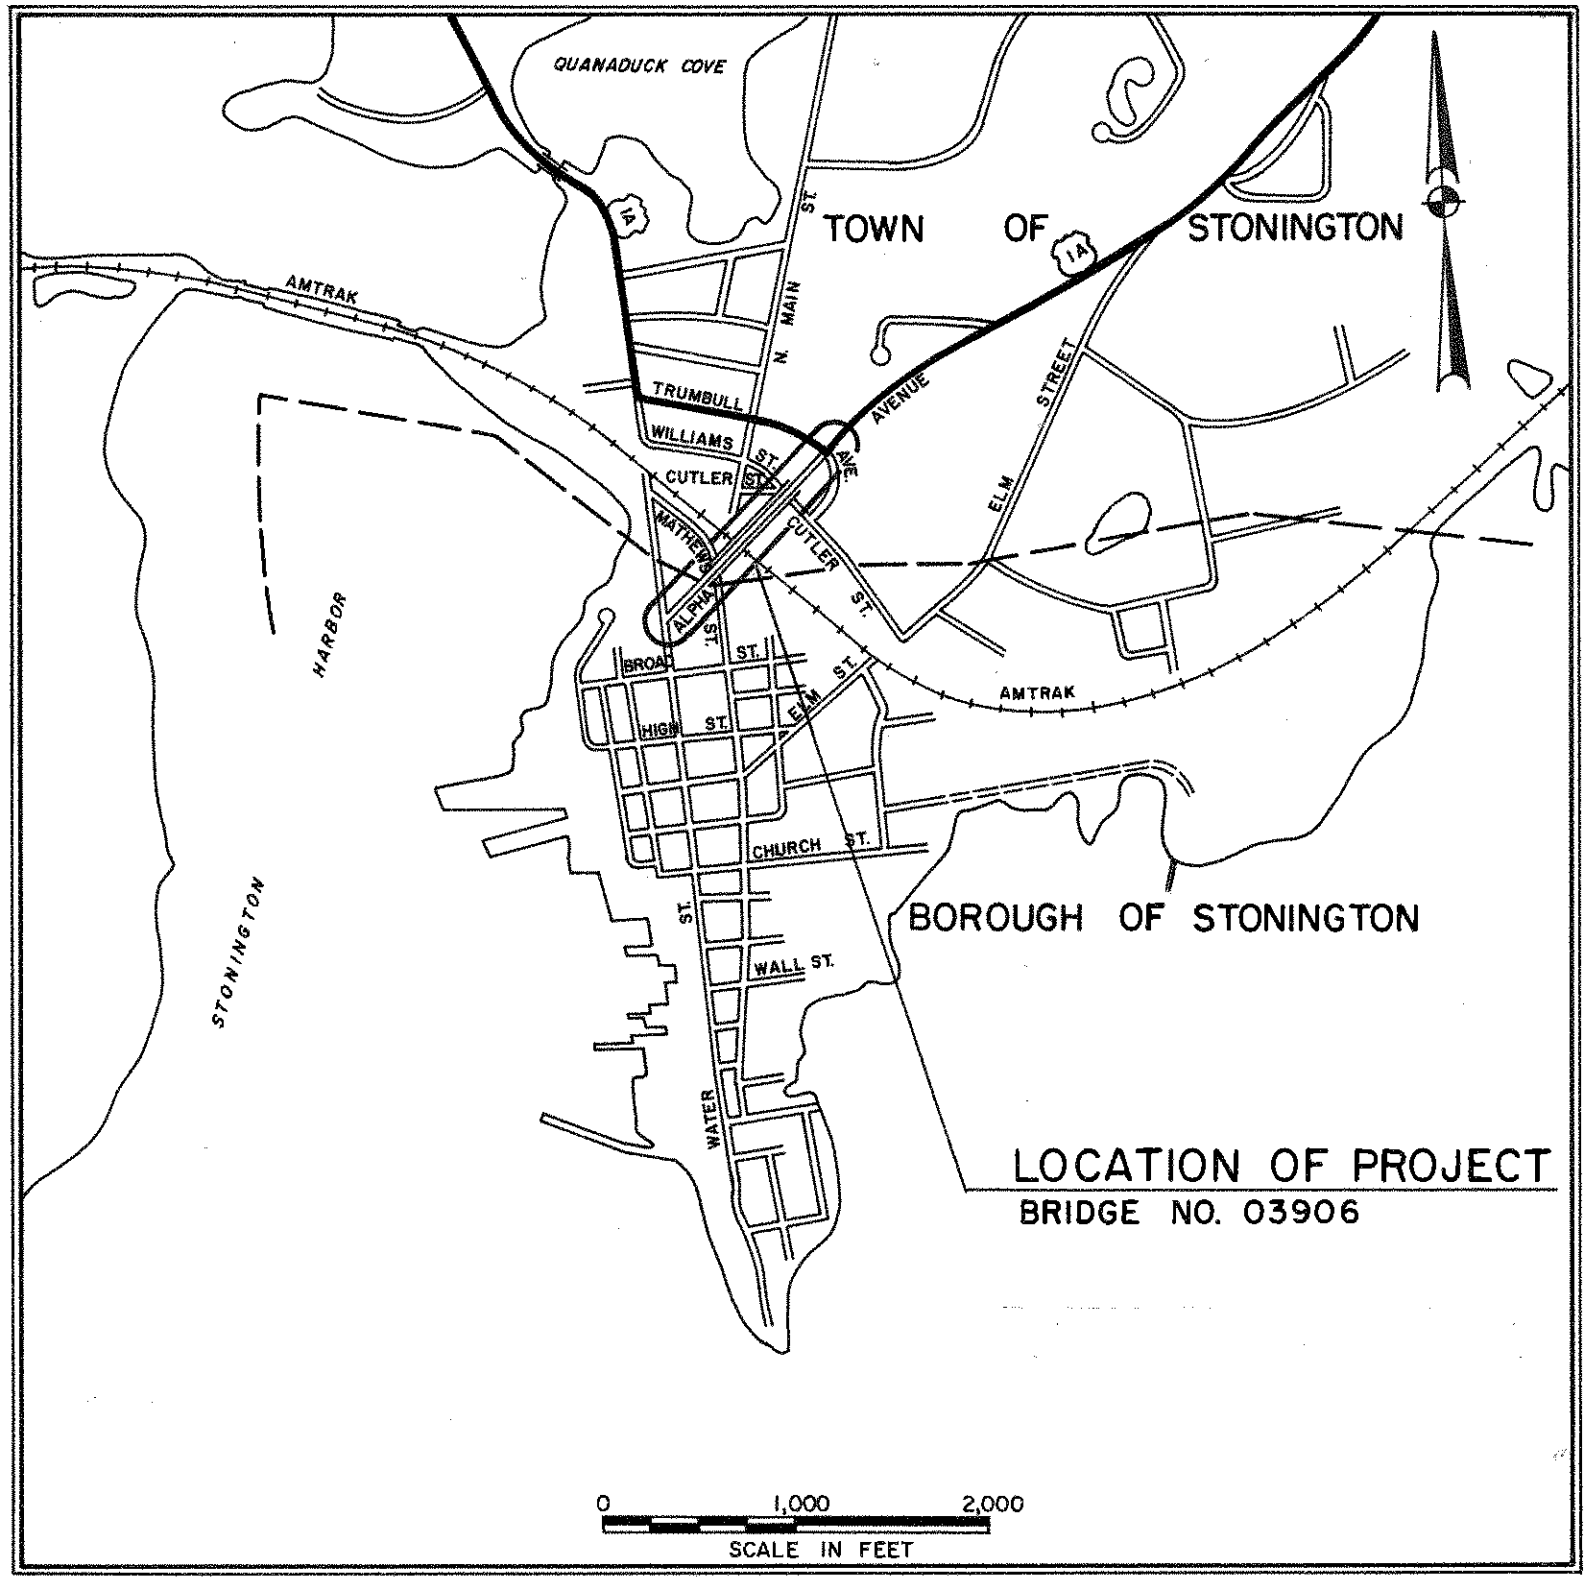 QUANADUCK COVE
1A
ST.
TOWN OF STONINGTON
1A
AMTRAK
MAIN
N.
STREET
TRUMBULL
AVENUE
WILLIAMS ST.
AVE.
CUTLER ST.
ELM
MATHEWS
CUTLER ST.
HARBOR
ALPHA
ST.
BROAD ST.
ELM ST.
AMTRAK
HIGH ST.
CHURCH ST.
ST.
BOROUGH OF STONINGTON
STONINGTON
WALL ST.
WATER
LOCATION OF PROJECT
BRIDGE NO. 03906
0 1,000 2,000
SCALE IN FEET